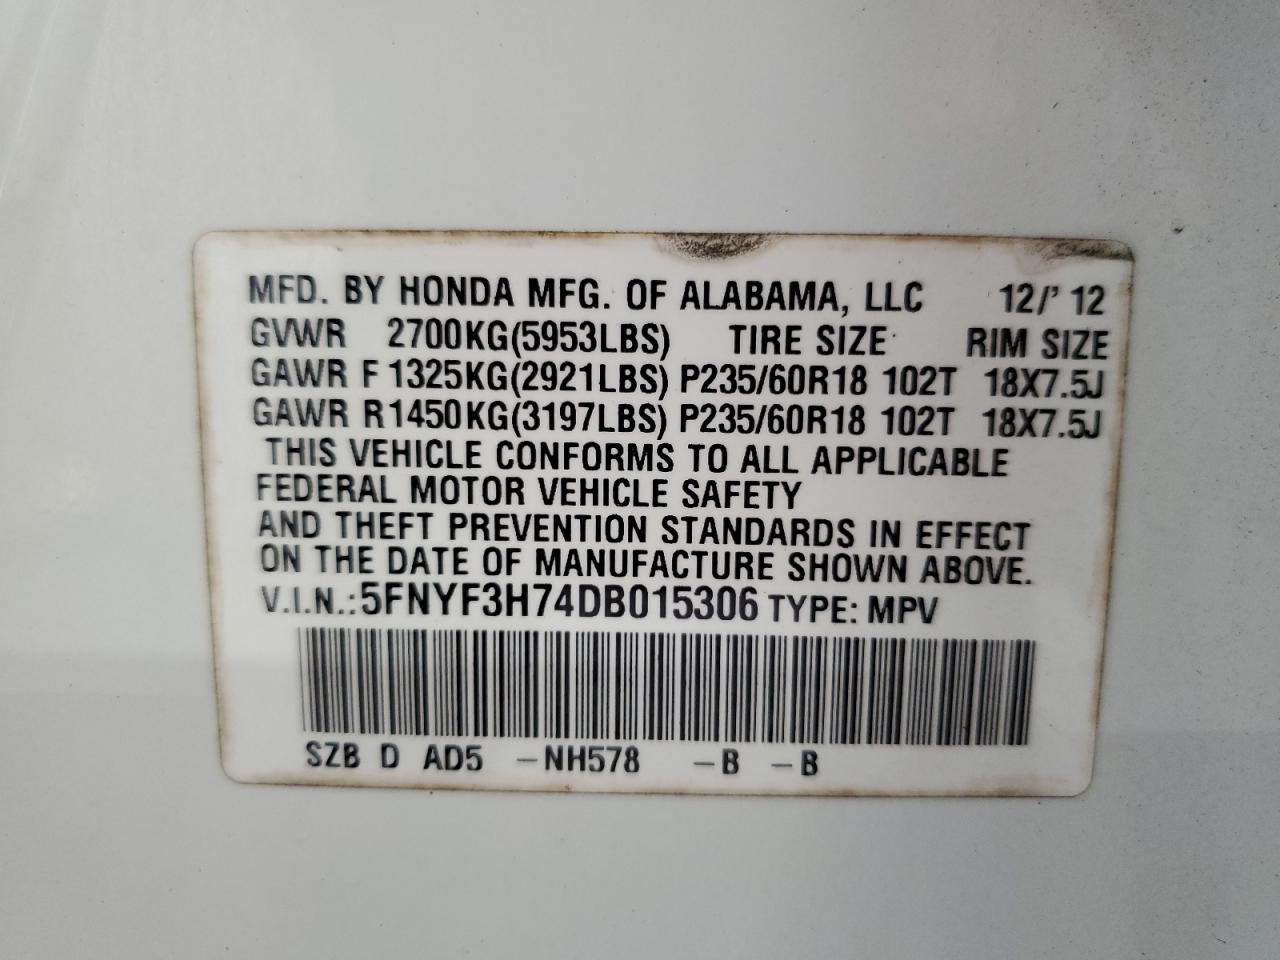 MFD. BY HONDA MFG. OF ALABAMA, LLC 12/' 12
GVWR 2700KG(5953LBS) TIRE SIZE RIM SIZE
GAWR F 1325KG(2921LBS) P235/60R18 102T 18X7.5J
GAWR R1450KG(3197LBS) P235/60R18 102T 18X7.5J
THIS VEHICLE CONFORMS TO ALL APPLICABLE
FEDERAL MOTOR VEHICLE SAFETY
AND THEFT PREVENTION STANDARDS IN EFFECT
ON THE DATE OF MANUFACTURE SHOWN ABOVE.
V.I.N.:5FNYF3H74DB015306 TYPE: MPV
SZB D AD5 -NH578 -B -B